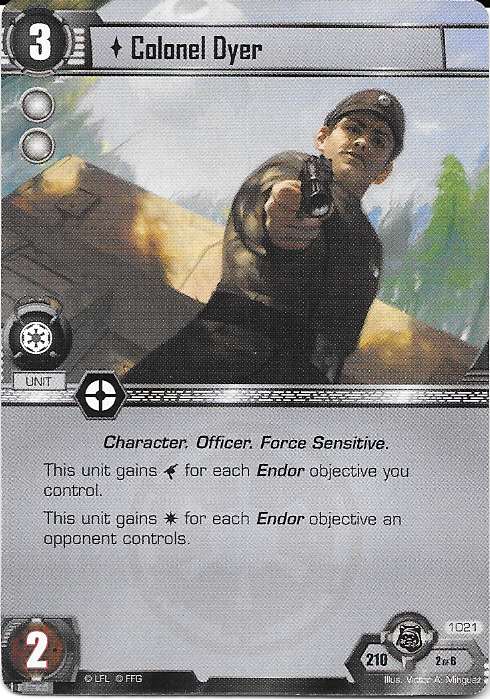 3
Colonel Dyer
UNIT
Character. Officer. Force Sensitive.
This unit gains for each Endor objective you
control.
This unit gains for each Endor objective an
opponent controls.
2
© LFL © FFG
1021
210
2 of 6
Illus. Victor A. Minguez